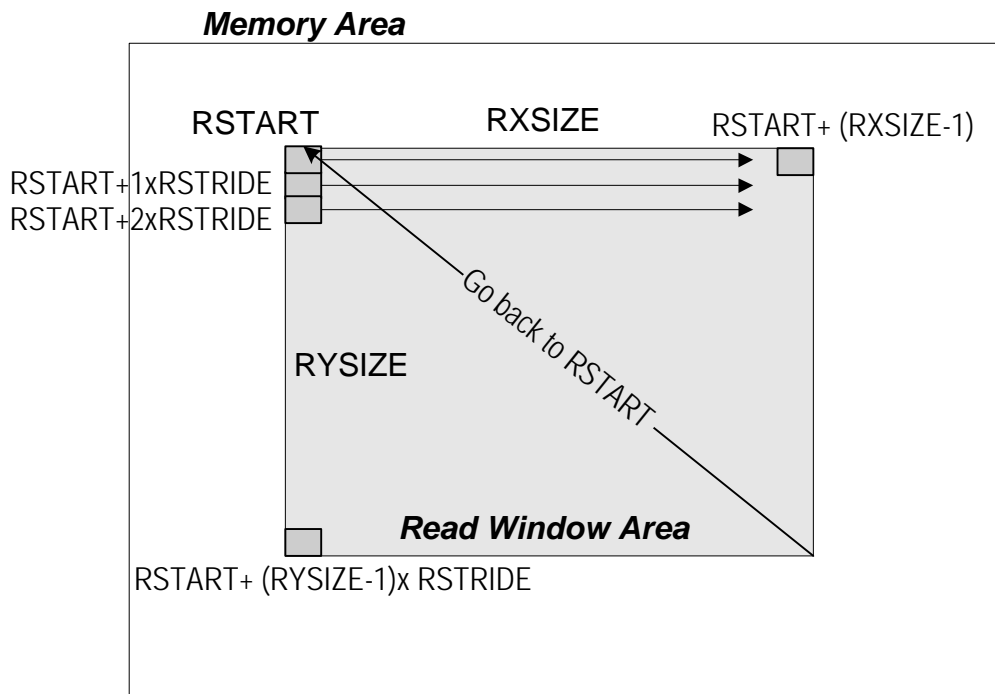 Memory Area
RSTART
RXSIZE
RSTART+ (RXSIZE-1)
RSTART+1xRSTRIDE
RSTART+2xRSTRIDE
Go back to RSTART
RYSIZE
Read Window Area
RSTART+ (RYSIZE-1)x RSTRIDE